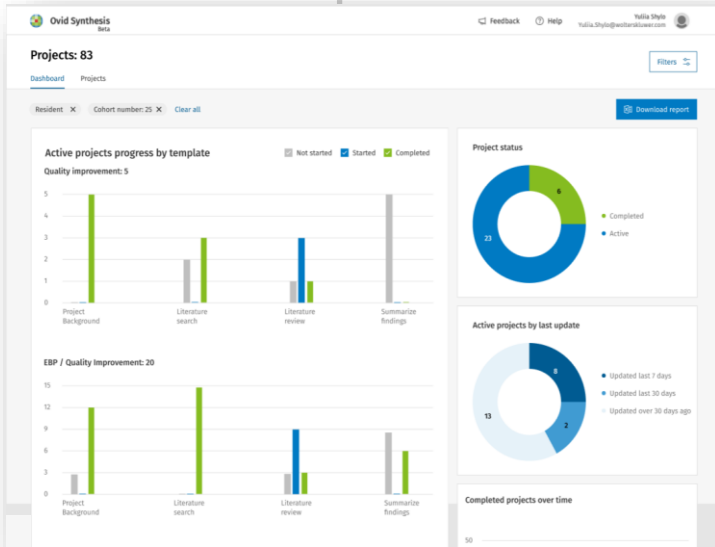 Ovid Synthesis
Beta
Feedback
Help
Yuliia Shylo
Yuliia.Shylo@wolterskluwer.com
Projects: 83
Filters
Dashboard
Projects
Resident ✕
Cohort number: 25 ✕
Clear all
Download report
Active projects progress by template
Not started
Started
Completed
Quality improvement: 5
5
4
3
2
1
0
Project
Background
Literature
search
Literature
review
Summarize
findings
EBP / Quality Improvement: 20
15
12
9
6
3
0
Project
Background
Literature
search
Literature
review
Summarize
findings
Project status
6
23
Completed
Active
Active projects by last update
8
2
13
Updated last 7 days
Updated last 30 days
Updated over 30 days ago
Completed projects over time
50